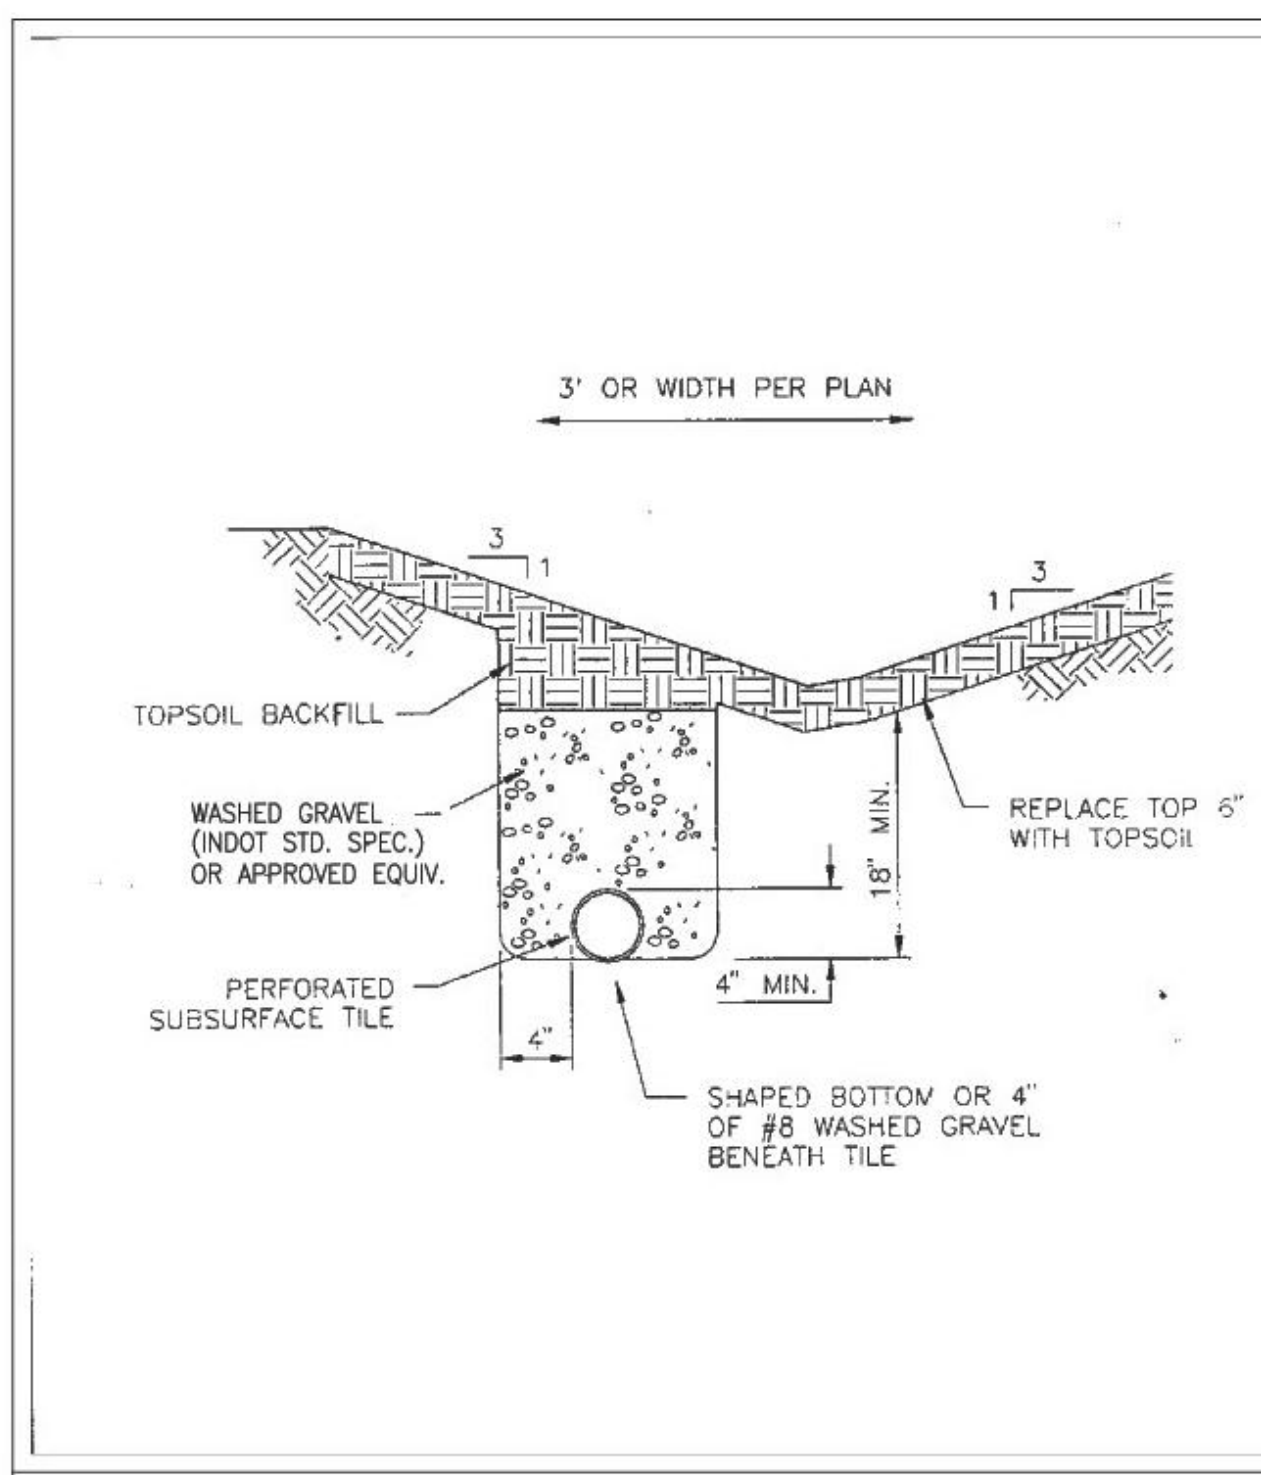 3' OR WIDTH PER PLAN
3
1
3
1
TOPSOIL BACKFILL
WASHED GRAVEL
(INDOT STD. SPEC.)
OR APPROVED EQUIV.
18" MIN.
REPLACE TOP 6"
WITH TOPSOIL
PERFORATED
SUBSURFACE TILE
4" MIN.
4"
SHAPED BOTTOM OR 4"
OF #8 WASHED GRAVEL
BENEATH TILE